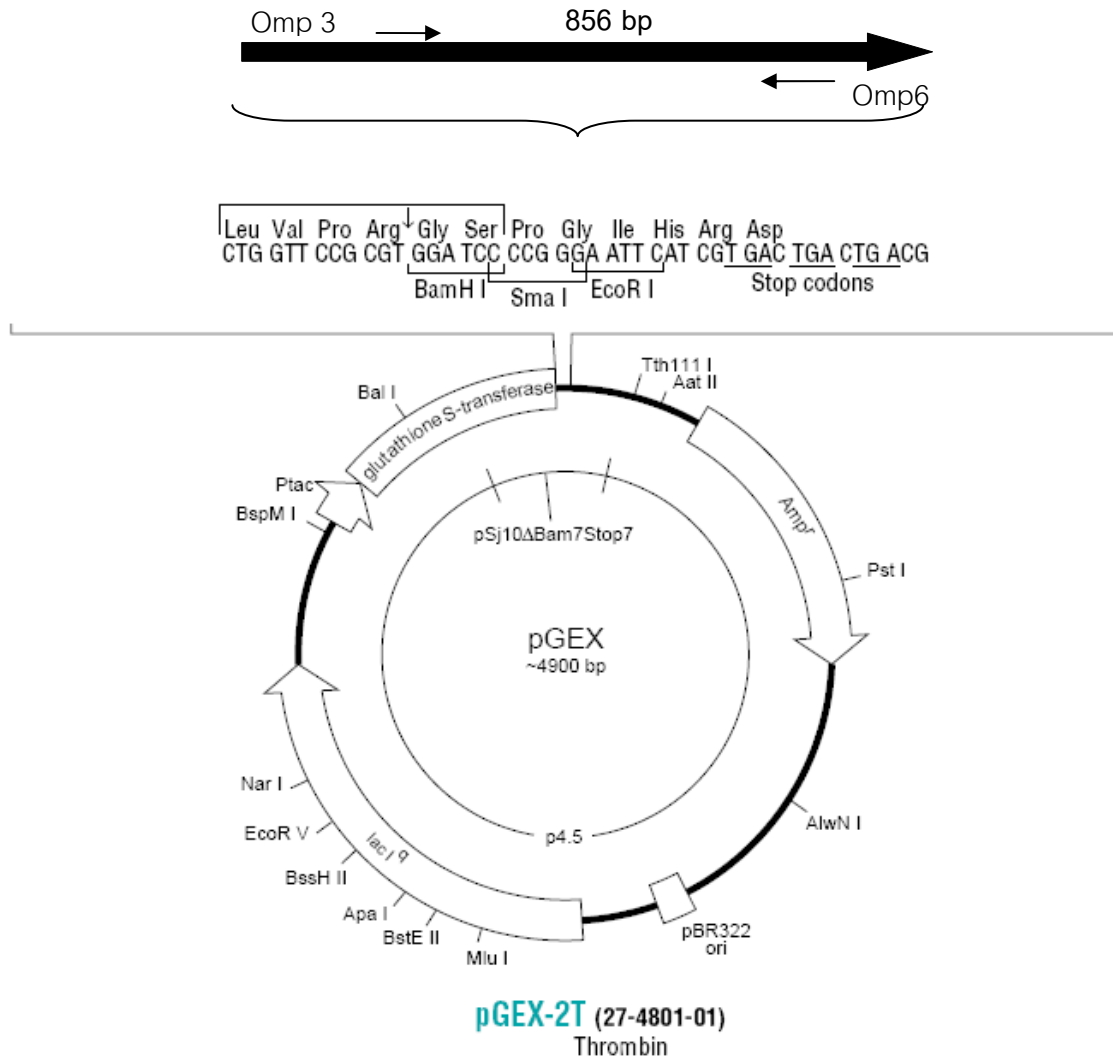 Omp 3
856 bp
Omp6
Leu Val Pro Arg Gly Ser Pro Gly Ile His Arg Asp
CTG GTT CCG CGT GGA TCC CCG GGA ATT CAT CGT GAC TGA CTG ACG
BamH I
Sma I
EcoR I
Stop codons
Tth111 I
Aat II
Bal I
glutathione S-transferase
Ptac
BspM I
Ampr
pSj10ΔBam7Stop7
Pst I
pGEX
~4900 bp
Nar I
EcoR V
BssH II
Apa I
BstE II
Mlu I
lac Iq
p4.5
AlwN I
pBR322
ori
pGEX-2T (27-4801-01)
Thrombin